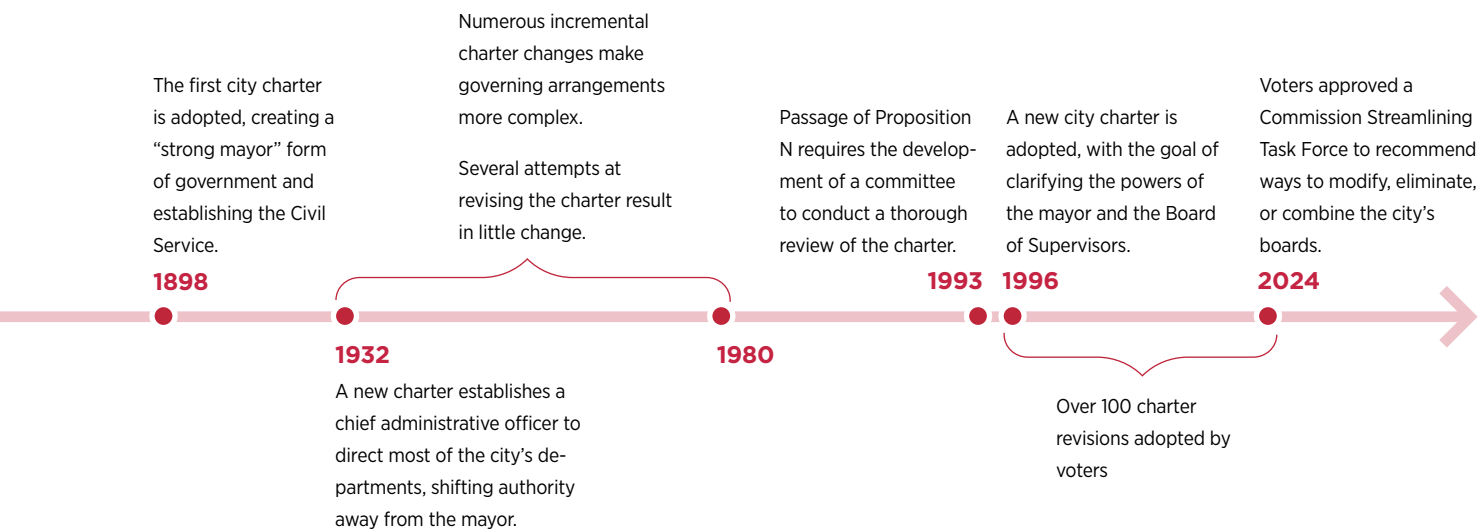 The first city charter
is adopted, creating a
“strong mayor” form
of government and
establishing the Civil
Service.
1898
1932
A new charter establishes a
chief administrative officer to
direct most of the city’s de-
partments, shifting authority
away from the mayor.
Numerous incremental
charter changes make
governing arrangements
more complex.
Several attempts at
revising the charter result
in little change.
1980
Passage of Proposition
N requires the develop-
ment of a committee
to conduct a thorough
review of the charter.
1993
A new city charter is
adopted, with the goal of
clarifying the powers of
the mayor and the Board
of Supervisors.
1996
Over 100 charter
revisions adopted by
voters
Voters approved a
Commission Streamlining
Task Force to recommend
ways to modify, eliminate,
or combine the city’s
boards.
2024